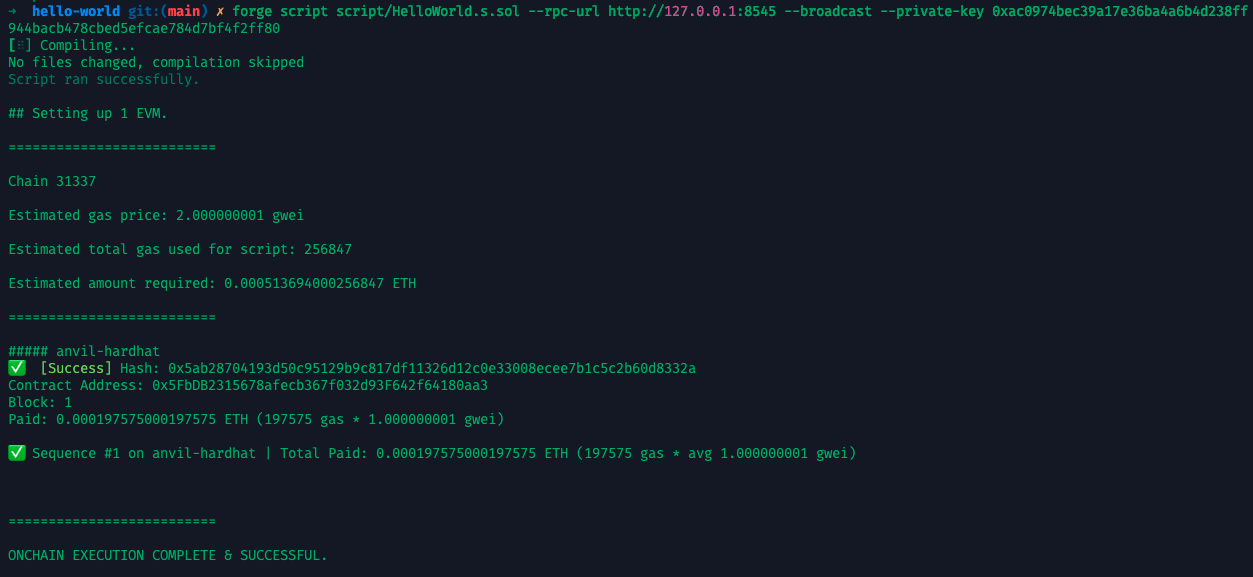 → hello-world git:(main) ✗ forge script script/HelloWorld.s.sol --rpc-url http://127.0.0.1:8545 --broadcast --private-key 0xac0974bec39a17e36ba4a6b4d238ff
944bacb478cbed5efcae784d7bf4f2ff80
[⠿] Compiling...
No files changed, compilation skipped
Script ran successfully.
## Setting up 1 EVM.
==========================
Chain 31337
Estimated gas price: 2.000000001 gwei
Estimated total gas used for script: 256847
Estimated amount required: 0.000513694000256847 ETH
==========================
##### anvil-hardhat
✅ [Success] Hash: 0x5ab28704193d50c95129b9c817df11326d12c0e33008ecee7b1c5c2b60d8332a
Contract Address: 0x5FbDB2315678afecb367f032d93F642f64180aa3
Block: 1
Paid: 0.000197575000197575 ETH (197575 gas * 1.000000001 gwei)
✅ Sequence #1 on anvil-hardhat | Total Paid: 0.000197575000197575 ETH (197575 gas * avg 1.000000001 gwei)
==========================
ONCHAIN EXECUTION COMPLETE & SUCCESSFUL.